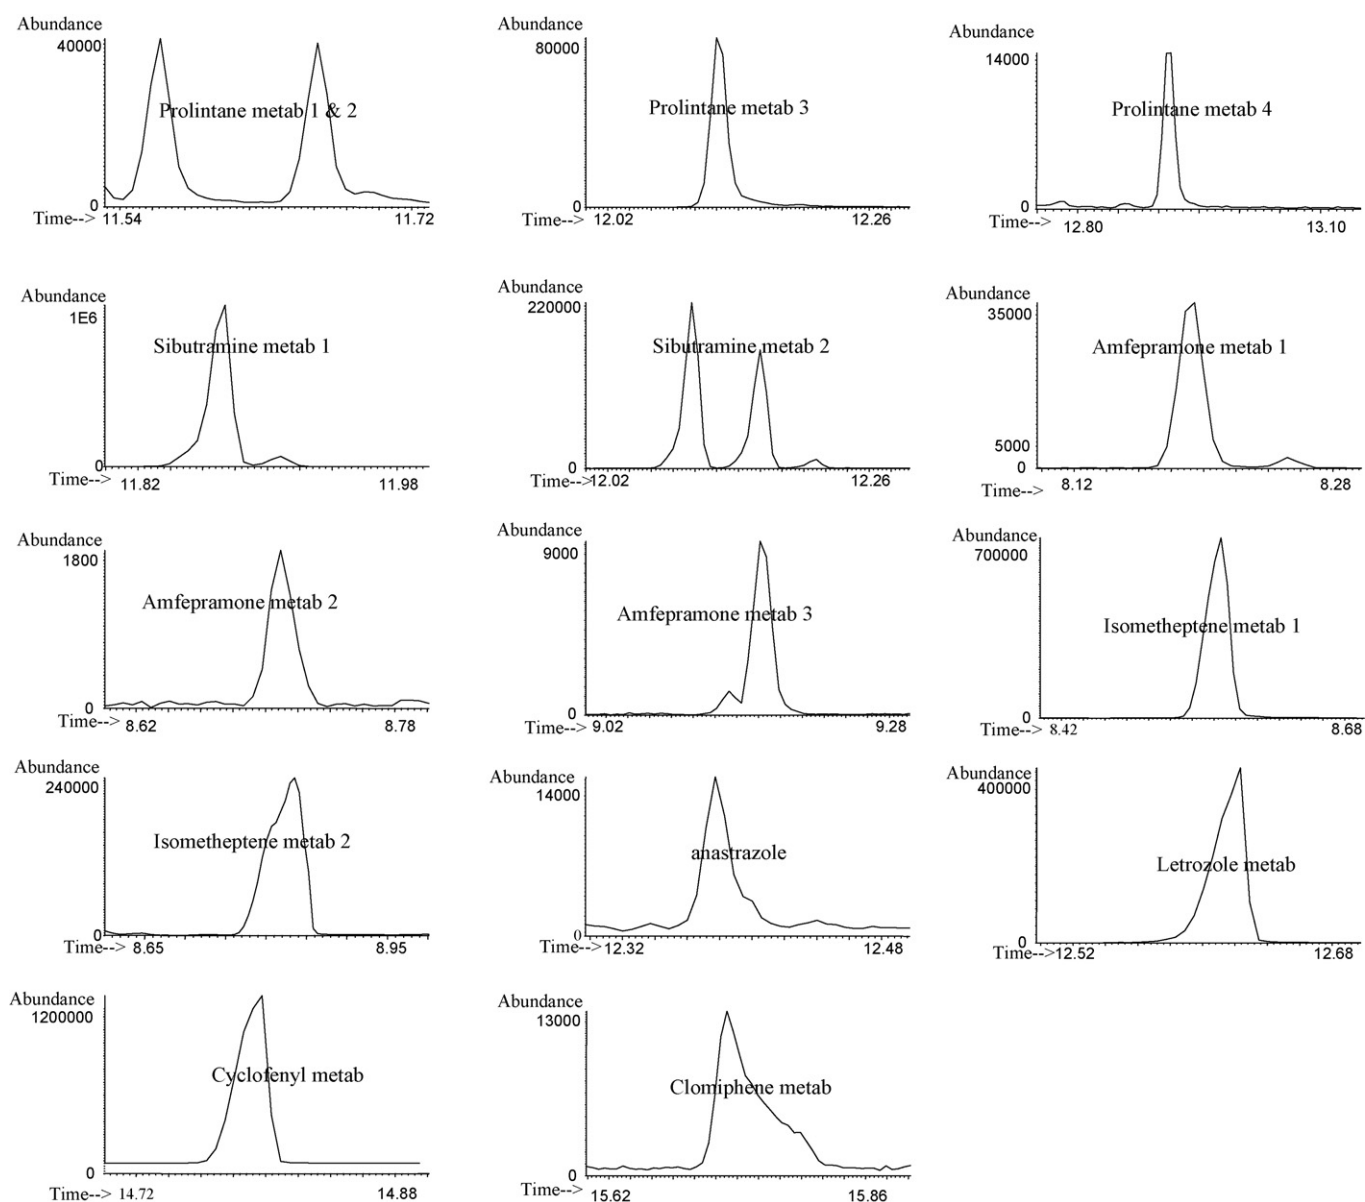 Abundance
40000
Prolintane metab 1 & 2
0
Time--> 11.54 11.72
Abundance
80000
Prolintane metab 3
0
Time--> 12.02 12.26
Abundance
14000
Prolintane metab 4
0
Time--> 12.80 13.10
Abundance
1E6
Sibutramine metab 1
0
Time--> 11.82 11.98
Abundance
220000
Sibutramine metab 2
0
Time--> 12.02 12.26
Abundance
35000
Amfepramone metab 1
5000
0
Time--> 8.12 8.28
Abundance
1800
Amfepramone metab 2
0
Time--> 8.62 8.78
Abundance
9000
Amfepramone metab 3
0
Time--> 9.02 9.28
Abundance
700000
Isometheptene metab 1
0
Time--> 8.42 8.68
Abundance
240000
Isometheptene metab 2
0
Time--> 8.65 8.95
Abundance
14000
anastrazole
0
Time--> 12.32 12.48
Abundance
400000
Letrozole metab
0
Time-->12.52 12.68
Abundance
1200000
Cyclofenyl metab
0
Time--> 14.72 14.88
Abundance
13000
Clomiphene metab
0
Time--> 15.62 15.86